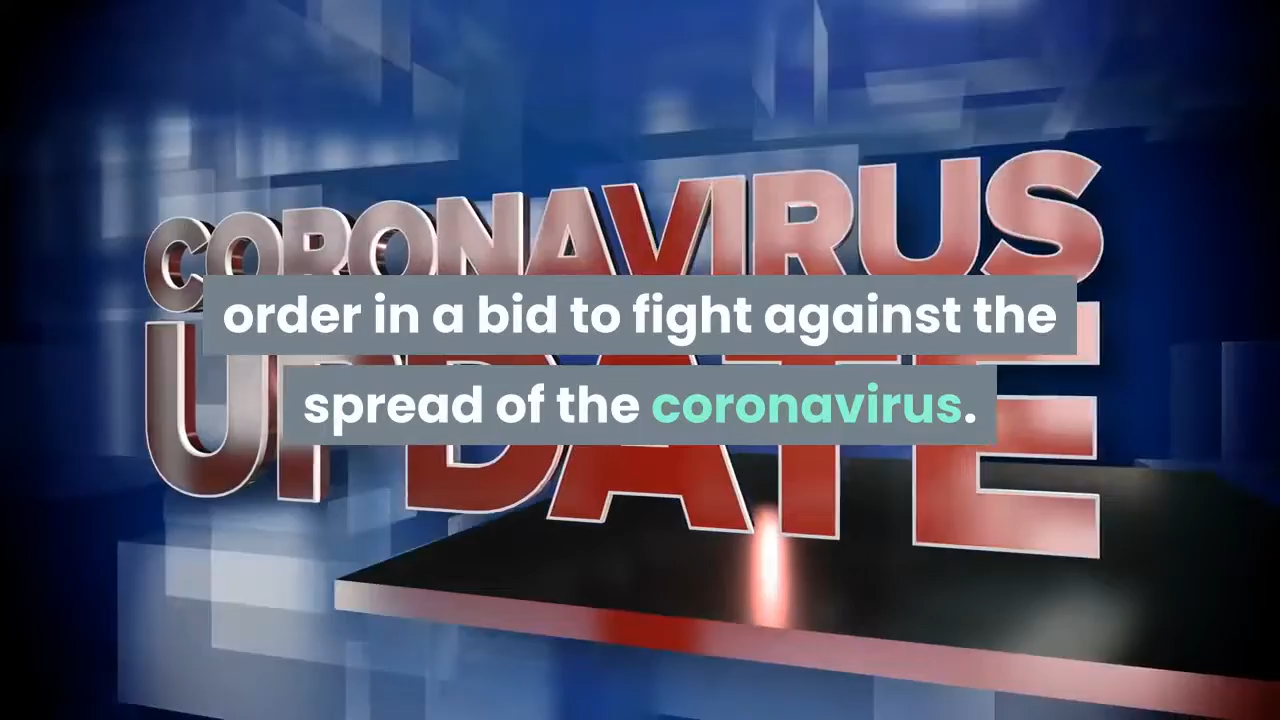 CORONAVIRUS
UPDATE
order in a bid to fight against the
spread of the coronavirus.